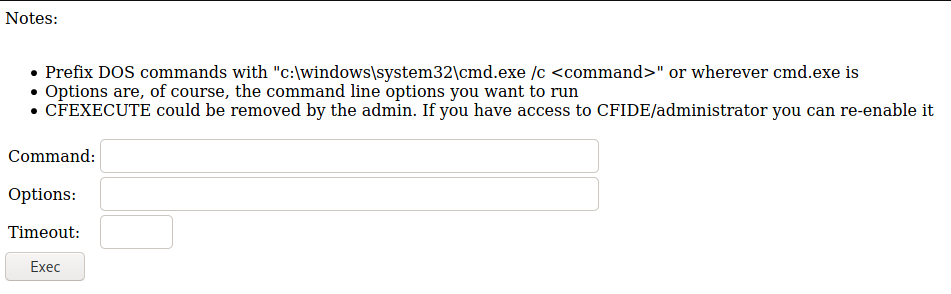 Notes:
Prefix DOS commands with "c:\windows\system32\cmd.exe /c <command>" or wherever cmd.exe is
Options are, of course, the command line options you want to run
CFEXECUTE could be removed by the admin. If you have access to CFIDE/administrator you can re-enable it
Command:
Options:
Timeout:
Exec